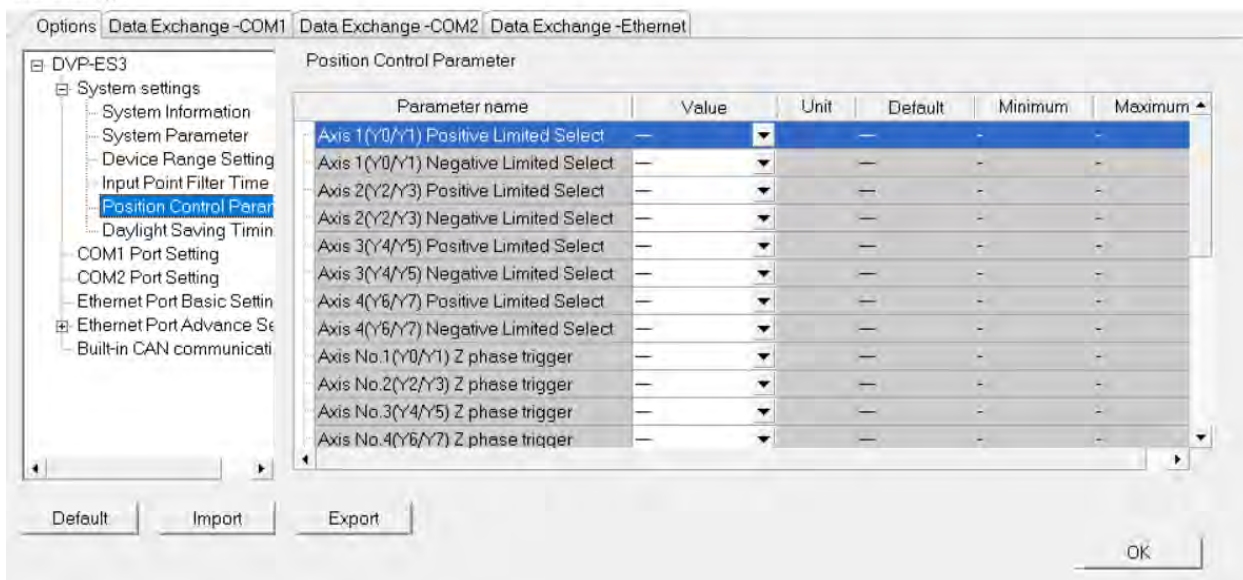 Options Data Exchange -COM1 Data Exchange -COM2 Data Exchange -Ethernet
DVP-ES3
System settings
System Information
System Parameter
Device Range Setting
Input Point Filter Time
Position Control Paran
Daylight Saving Timin
COM1 Port Setting
COM2 Port Setting
Ethernet Port Basic Settin
Ethernet Port Advance Se
Built-in CAN communicati
Position Control Parameter
Parameter name Value Unit Default Minimum Maximum
Axis 1(Y0/Y1) Positive Limited Select — — - -
Axis 1(Y0/Y1) Negative Limited Select — — - -
Axis 2(Y2/Y3) Positive Limited Select — — - -
Axis 2(Y2/Y3) Negative Limited Select — — - -
Axis 3(Y4/Y5) Positive Limited Select — — - -
Axis 3(Y4/Y5) Negative Limited Select — — - -
Axis 4(Y6/Y7) Positive Limited Select — — - -
Axis 4(Y6/Y7) Negative Limited Select — — - -
Axis No.1(Y0/Y1) Z phase trigger — — - -
Axis No.2(Y2/Y3) Z phase trigger — — - -
Axis No.3(Y4/Y5) Z phase trigger — — - -
Axis No.4(Y6/Y7) Z phase trigger — — - -
Default Import Export
OK